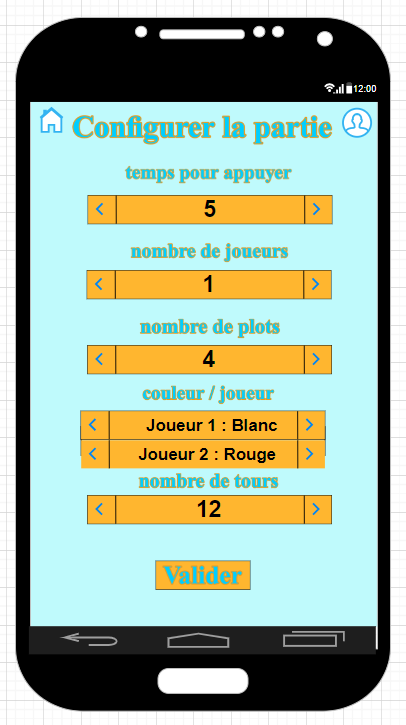 12:00
Configurer la partie
temps pour appuyer
5
nombre de joueurs
1
nombre de plots
4
couleur / joueur
Joueur 1 : Blanc
Joueur 2 : Rouge
nombre de tours
12
Valider